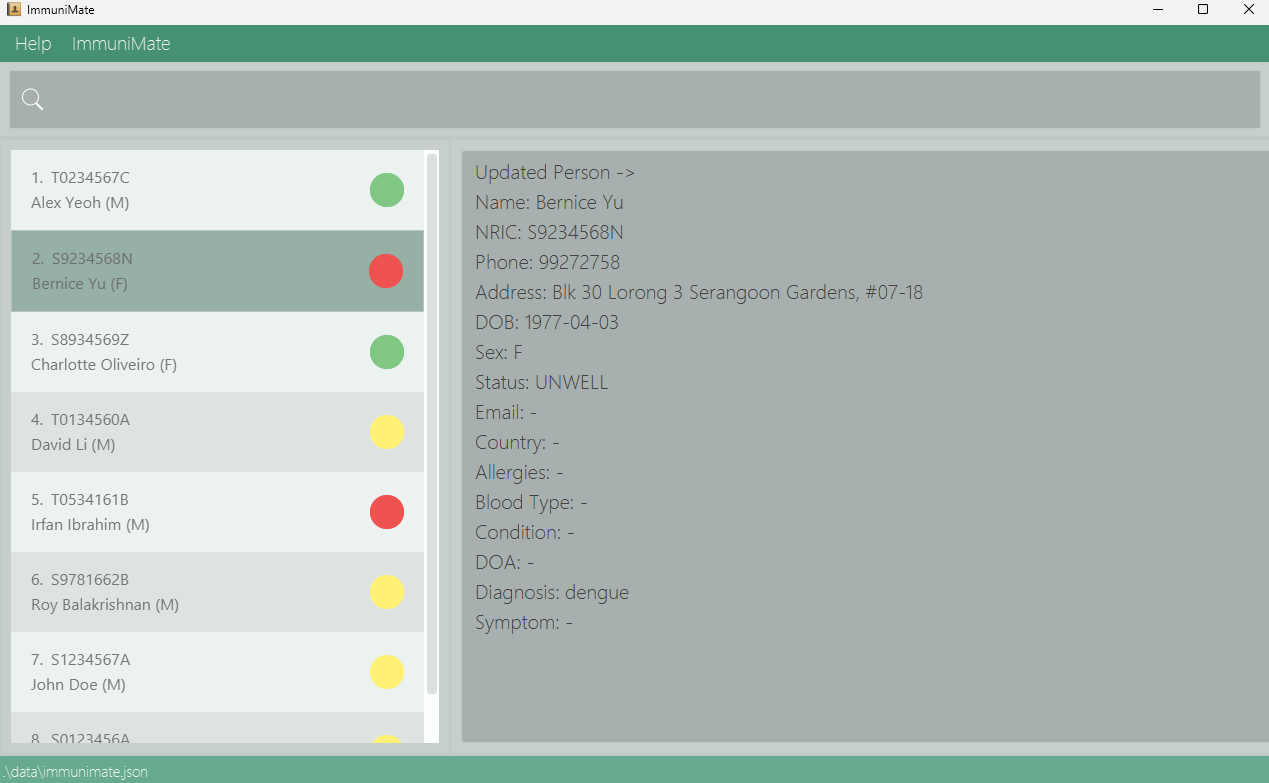 ImmuniMate
Help ImmuniMate
1. T0234567C
Alex Yeoh (M)
2. S9234568N
Bernice Yu (F)
3. S8934569Z
Charlotte Oliveiro (F)
4. T0134560A
David Li (M)
5. T0534161B
Irfan Ibrahim (M)
6. S9781662B
Roy Balakrishnan (M)
7. S1234567A
John Doe (M)
8. S0123456A
Updated Person ->
Name: Bernice Yu
NRIC: S9234568N
Phone: 99272758
Address: Blk 30 Lorong 3 Serangoon Gardens, #07-18
DOB: 1977-04-03
Sex: F
Status: UNWELL
Email: -
Country: -
Allergies: -
Blood Type: -
Condition: -
DOA: -
Diagnosis: dengue
Symptom: -
.\data\immunimate.json